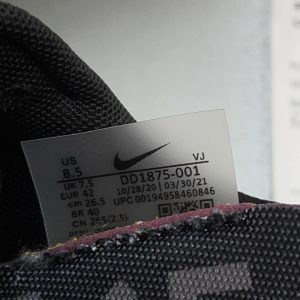 US VJ
8.5 DD1875-001
UK 7.5
EUR 42 10/28/20 03/30/21
cm 26.5 UPC 00194958460846
BR 40
CN 265(2.5)